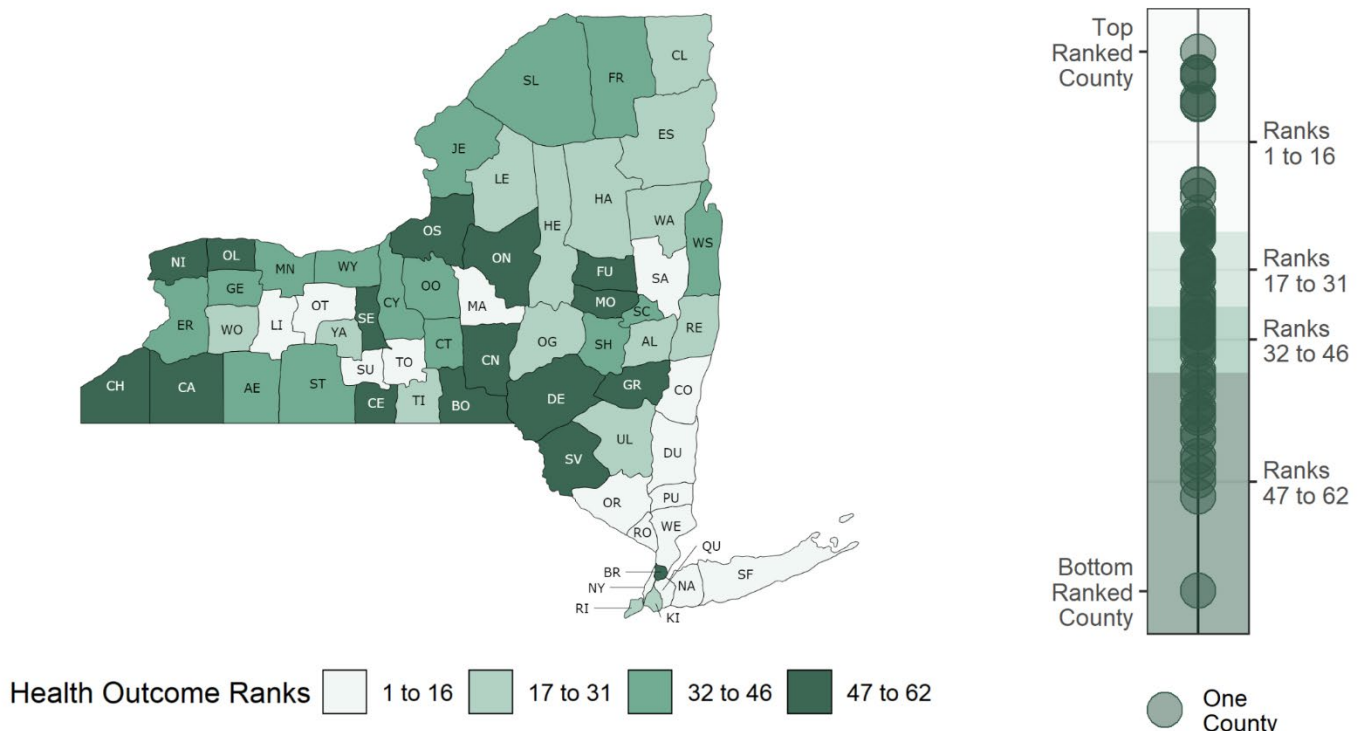 SL
FR
CL
ES
JE
LE
HE
HA
WA
WS
OS
ON
FU
SA
NI
OL
MN
WY
OO
CY
MA
MO
GE
OT
SE
SC
ER
WO
LI
YA
CT
OG
SH
AL
RE
CN
TO
SU
CH
CA
AE
ST
CE
TI
BO
DE
GR
CO
UL
SV
DU
OR
PU
RO
WE
QU
BR
NY
NA
SF
RI
KI
Top
Ranked
County
Ranks
1 to 16
Ranks
17 to 31
Ranks
32 to 46
Ranks
47 to 62
Bottom
Ranked
County
Health Outcome Ranks
1 to 16
17 to 31
32 to 46
47 to 62
One
County